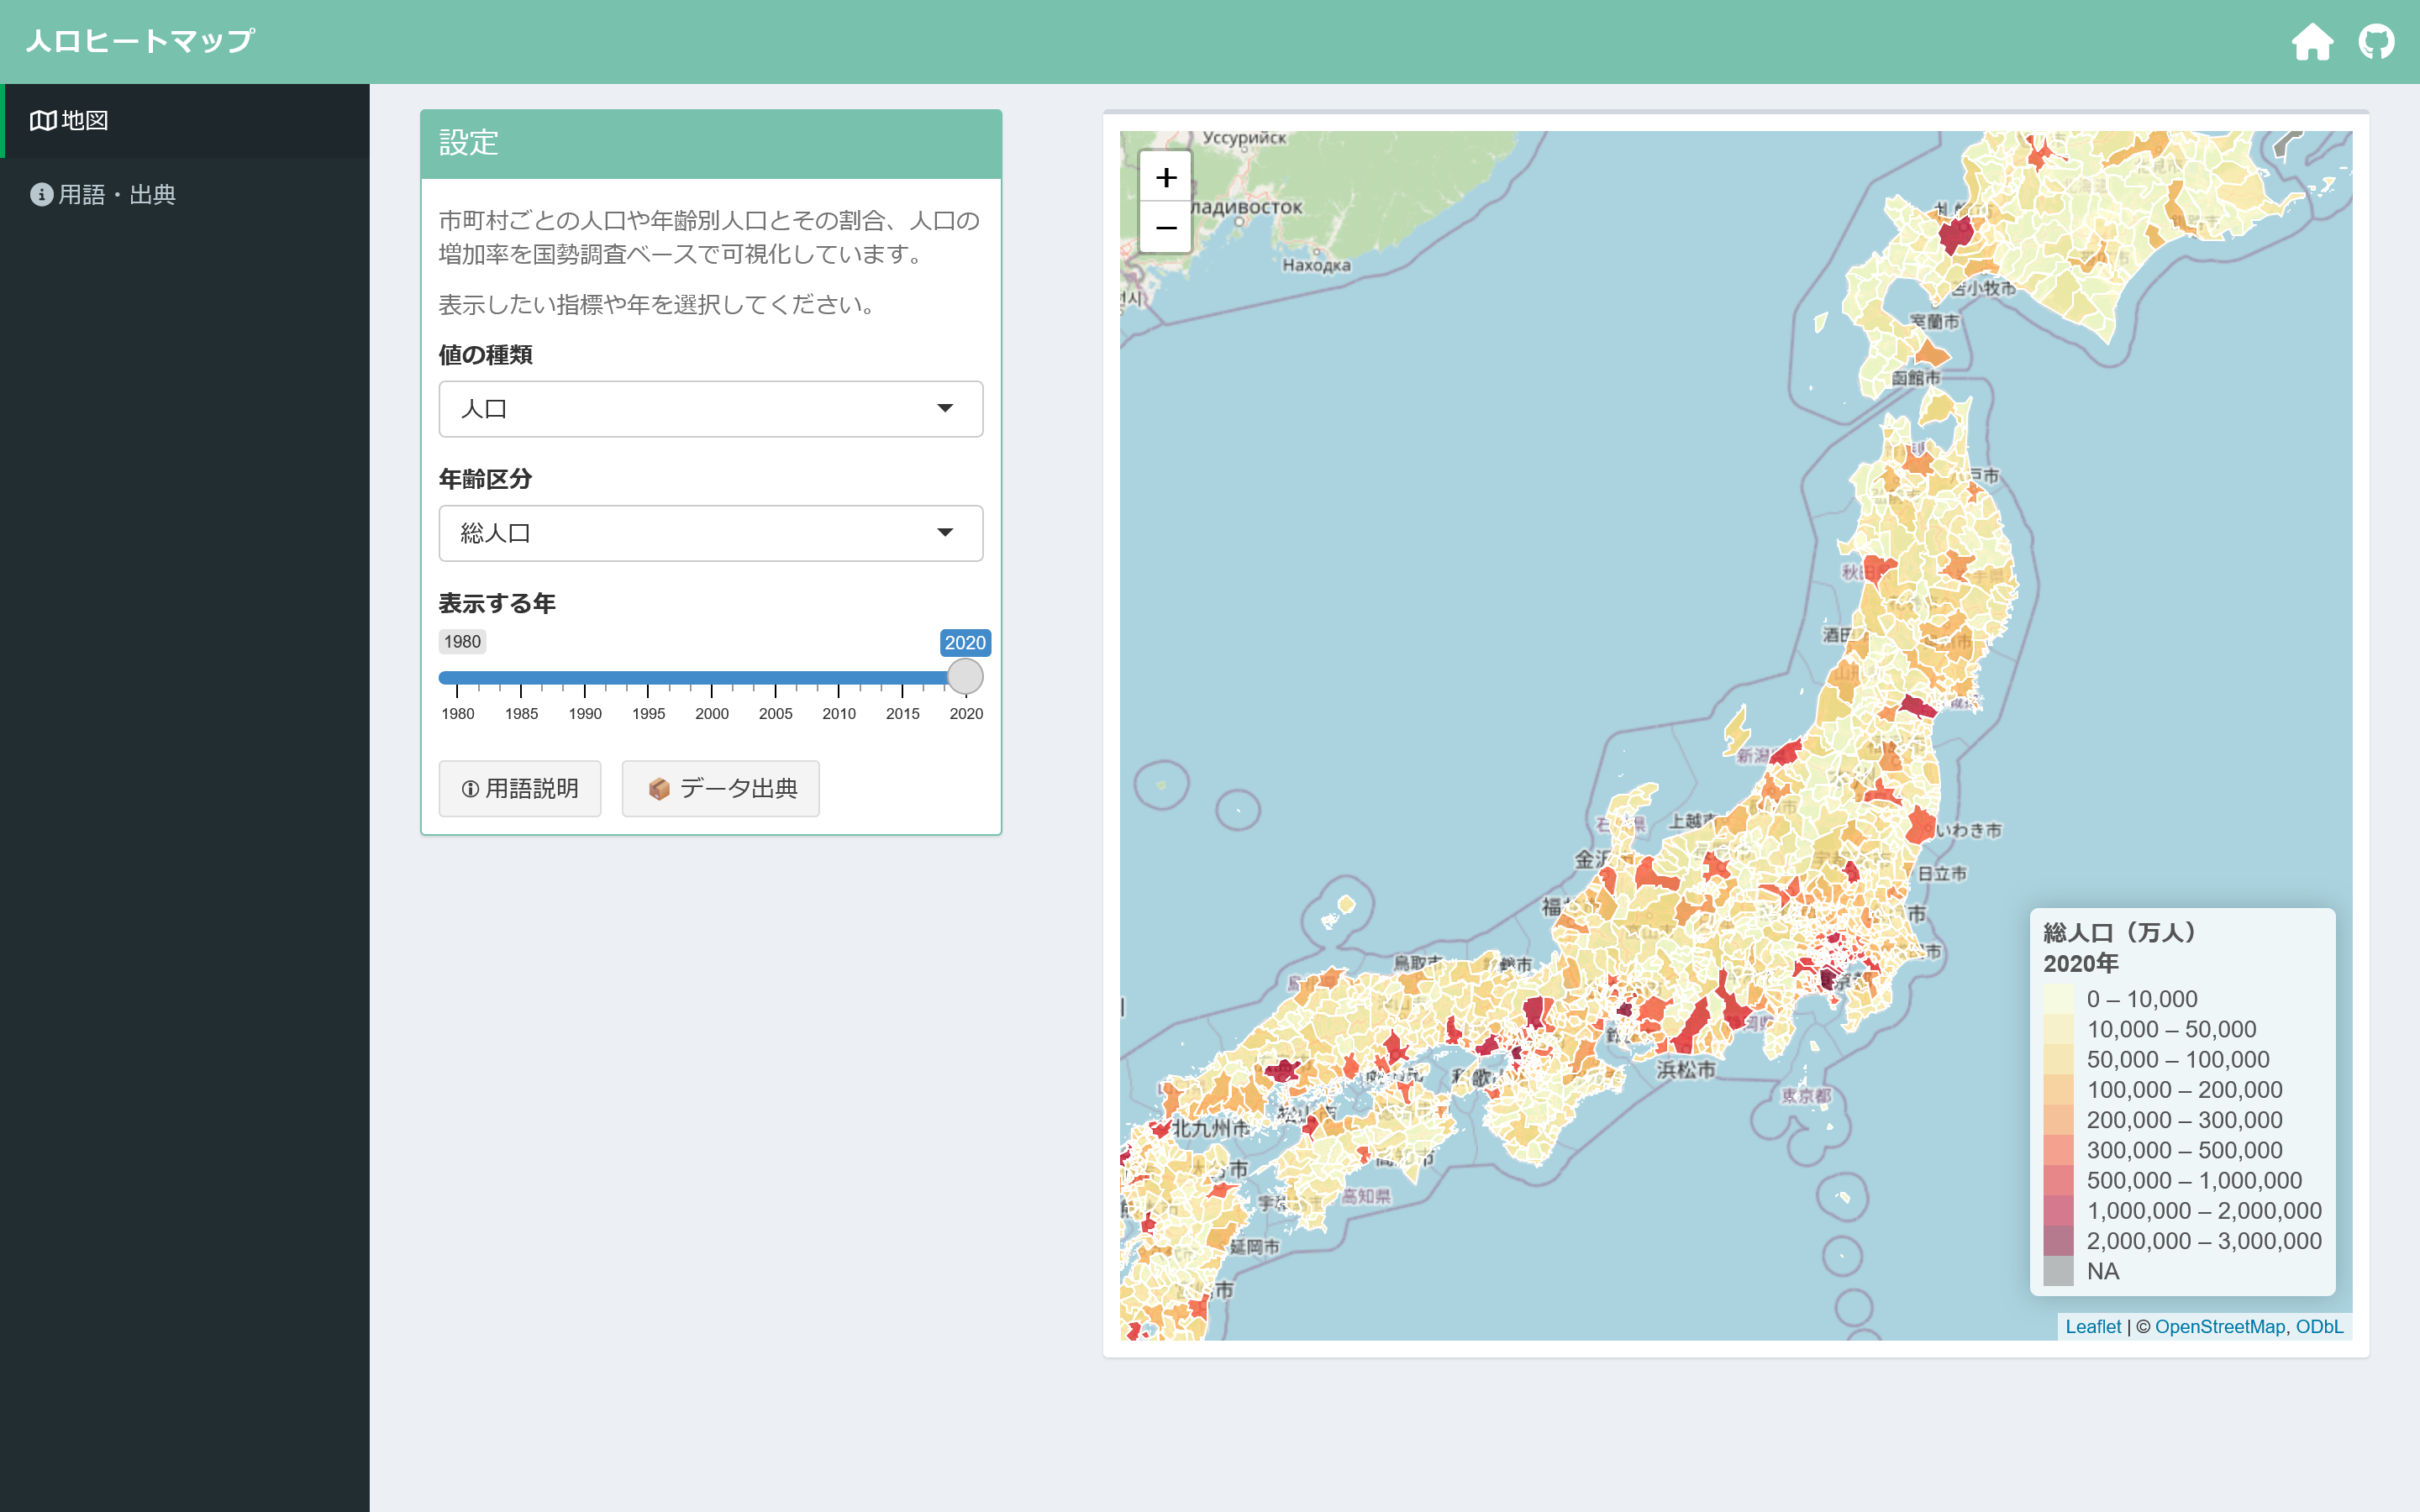 人口ヒートマップ
地図
用語・出典
設定
市町村ごとの人口や年齢別人口とその割合、人口の
増加率を国勢調査ベースで可視化しています。
表示したい指標や年を選択してください。
値の種類
人口
年齢区分
総人口
表示する年
1980
2020
1980 1985 1990 1995 2000 2005 2010 2015 2020
用語説明
データ出典
+
−
Уссурийск
ладивосток
Находка
苫小牧市
室蘭市
函館市
戸市
秋田
酒田
新潟
上越市
金沢
いわき市
日立市
福
鳥取市
浜松市
東京都
北九州市
高知市
高知県
延岡市
総人口（万人）
2020年
0 – 10,000
10,000 – 50,000
50,000 – 100,000
100,000 – 200,000
200,000 – 300,000
300,000 – 500,000
500,000 – 1,000,000
1,000,000 – 2,000,000
2,000,000 – 3,000,000
NA
Leaflet | © OpenStreetMap, ODbL